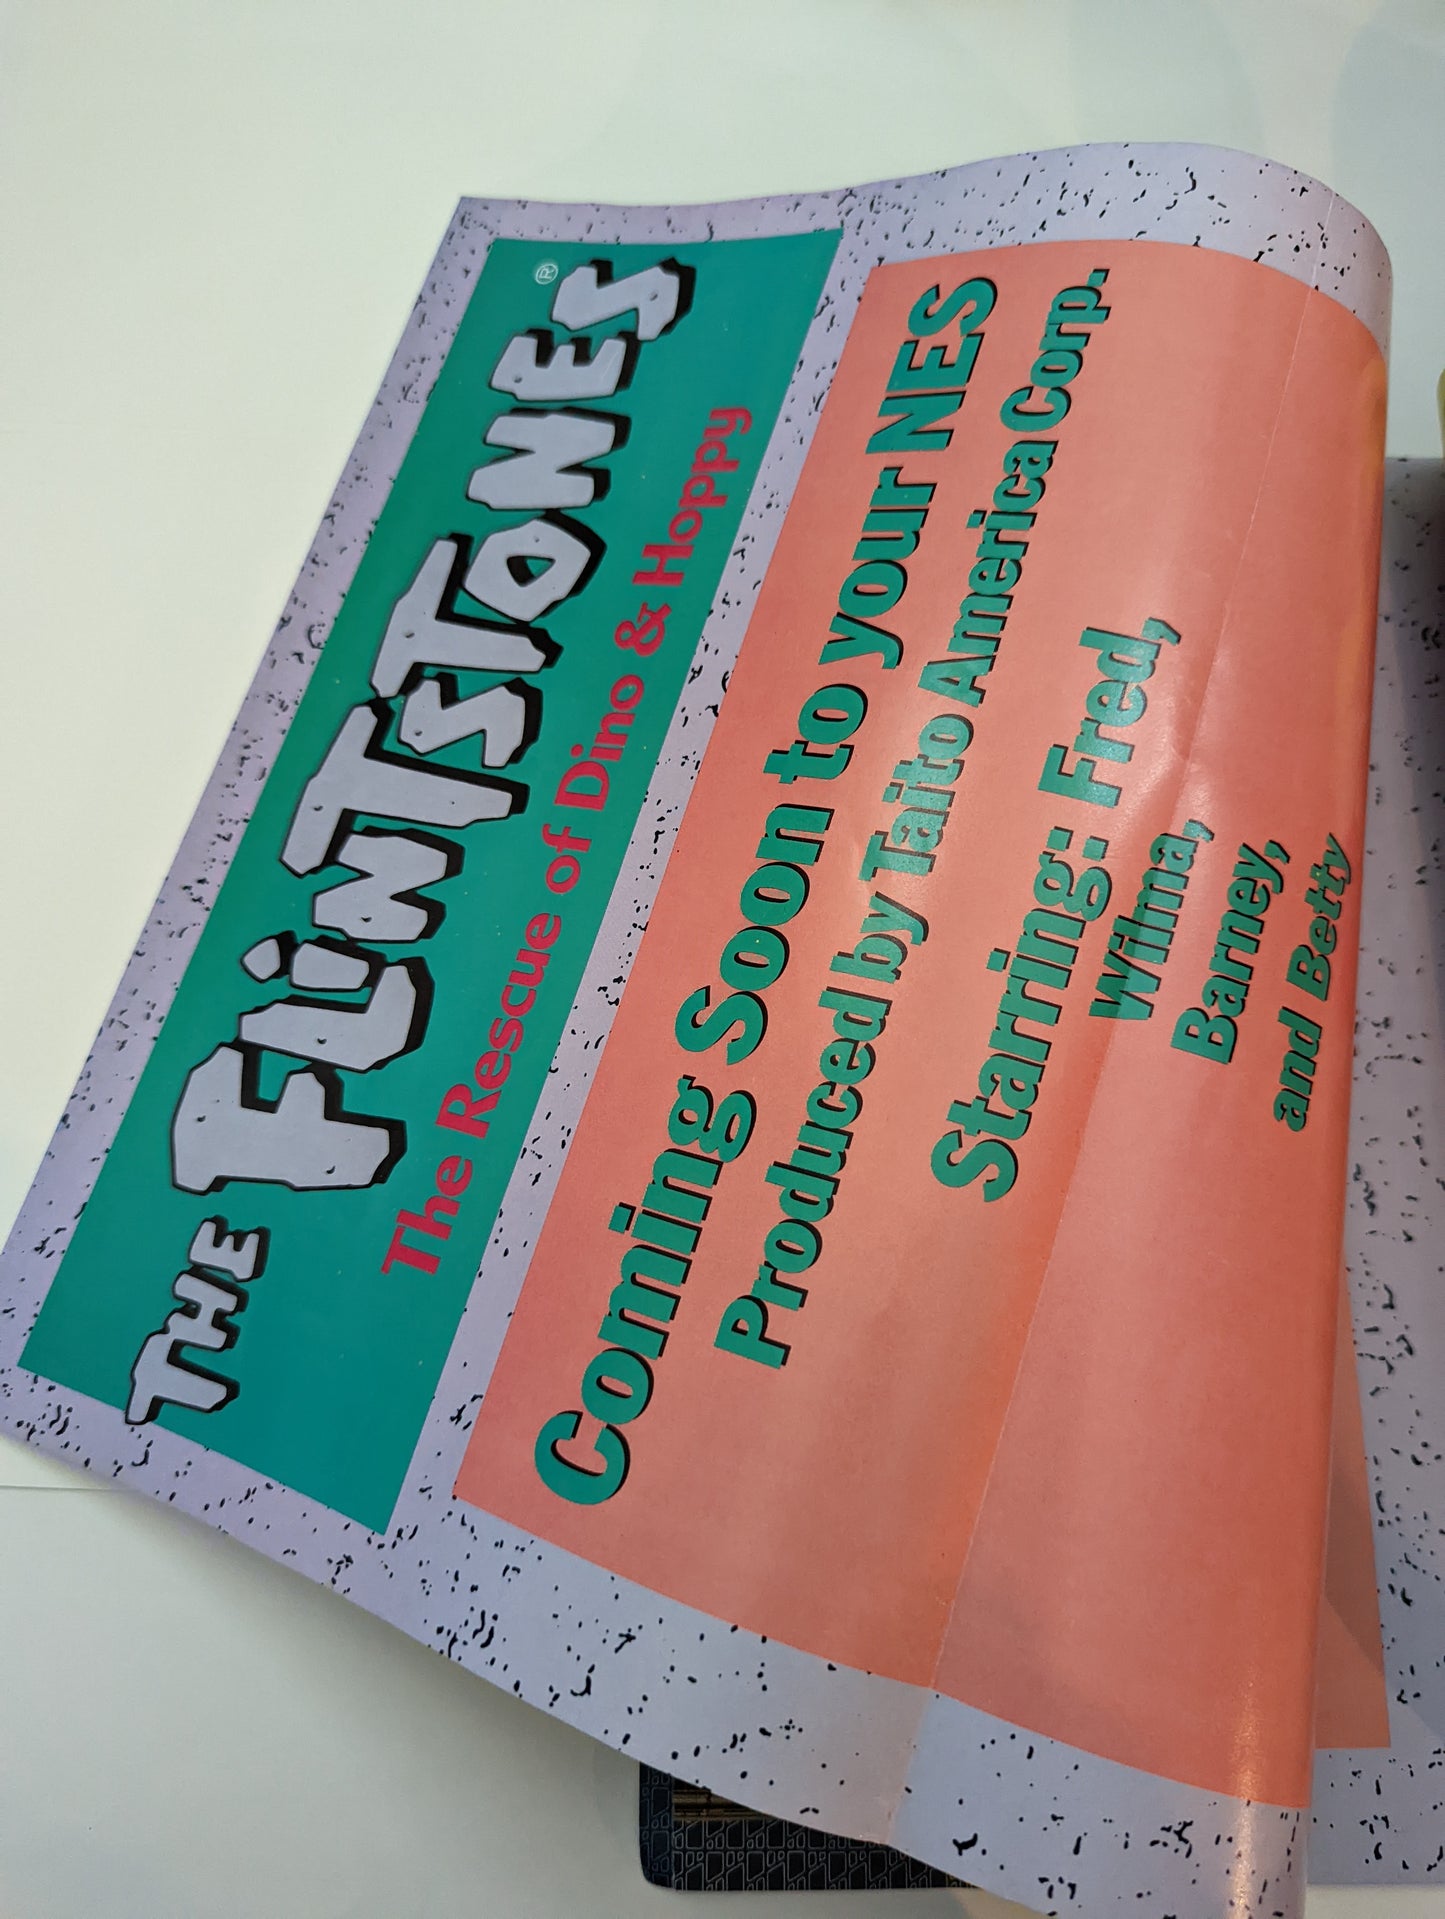 THE FLINTSTONES®
The Rescue of Dino & Hoppy
Coming Soon to your NES
Produced by Taito America Corp.
Starring: Fred,
Wilma,
Barney,
and Betty